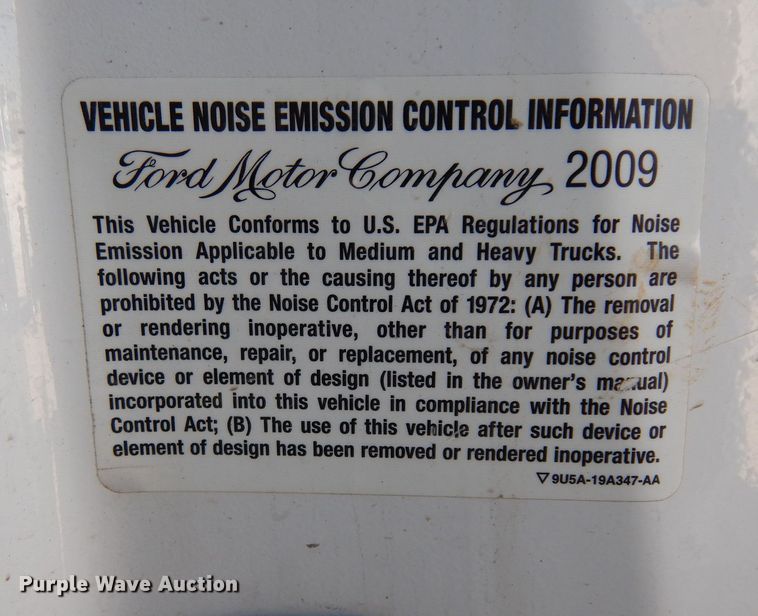 VEHICLE NOISE EMISSION CONTROL INFORMATION
Ford Motor Company 2009
This Vehicle Conforms to U.S. EPA Regulations for Noise
Emission Applicable to Medium and Heavy Trucks. The
following acts or the causing thereof by any person are
prohibited by the Noise Control Act of 1972: (A) The removal
or rendering inoperative, other than for purposes of
maintenance, repair, or replacement, of any noise control
device or element of design (listed in the owner's manual)
incorporated into this vehicle in compliance with the Noise
Control Act; (B) The use of this vehicle after such device or
element of design has been removed or rendered inoperative.
▽ 9U5A-19A347-AA
Purple Wave Auction